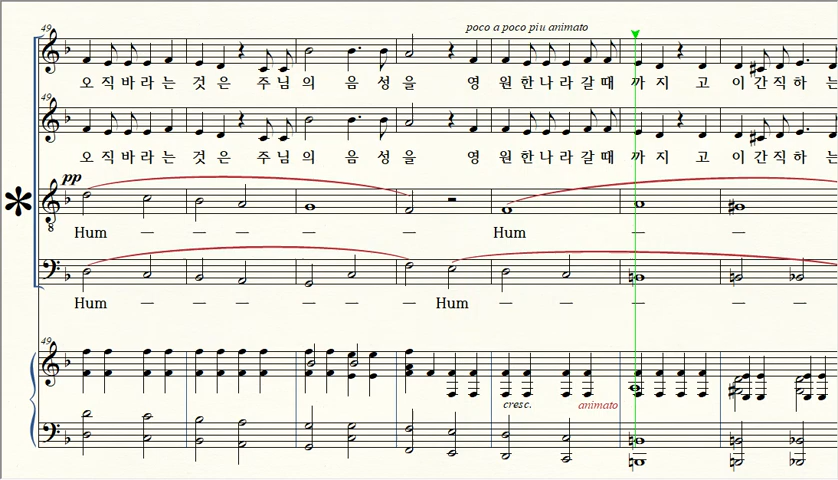 poco a poco piu animato
49
오 직 바 라 는 것 은 주 님 의 음 성 을 영 원 한 나 라 갈 때 까 지 고 이 간 직 하 는
49
오 직 바 라 는 것 은 주 님 의 음 성 을 영 원 한 나 라 갈 때 까 지 고 이 간 직 하 는
pp
8
Hum — — — — — Hum — — —
Hum — — — — — — Hum — — — —
49
cresc. animato